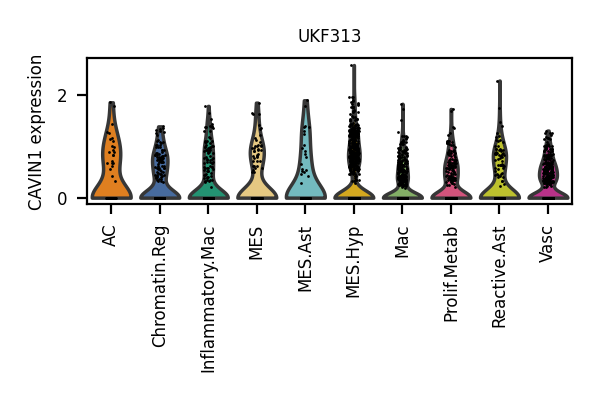 UKF313
CAVIN1 expression
2
0
AC
Chromatin.Reg
Inflammatory.Mac
MES
MES.Ast
MES.Hyp
Mac
Prolif.Metab
Reactive.Ast
Vasc